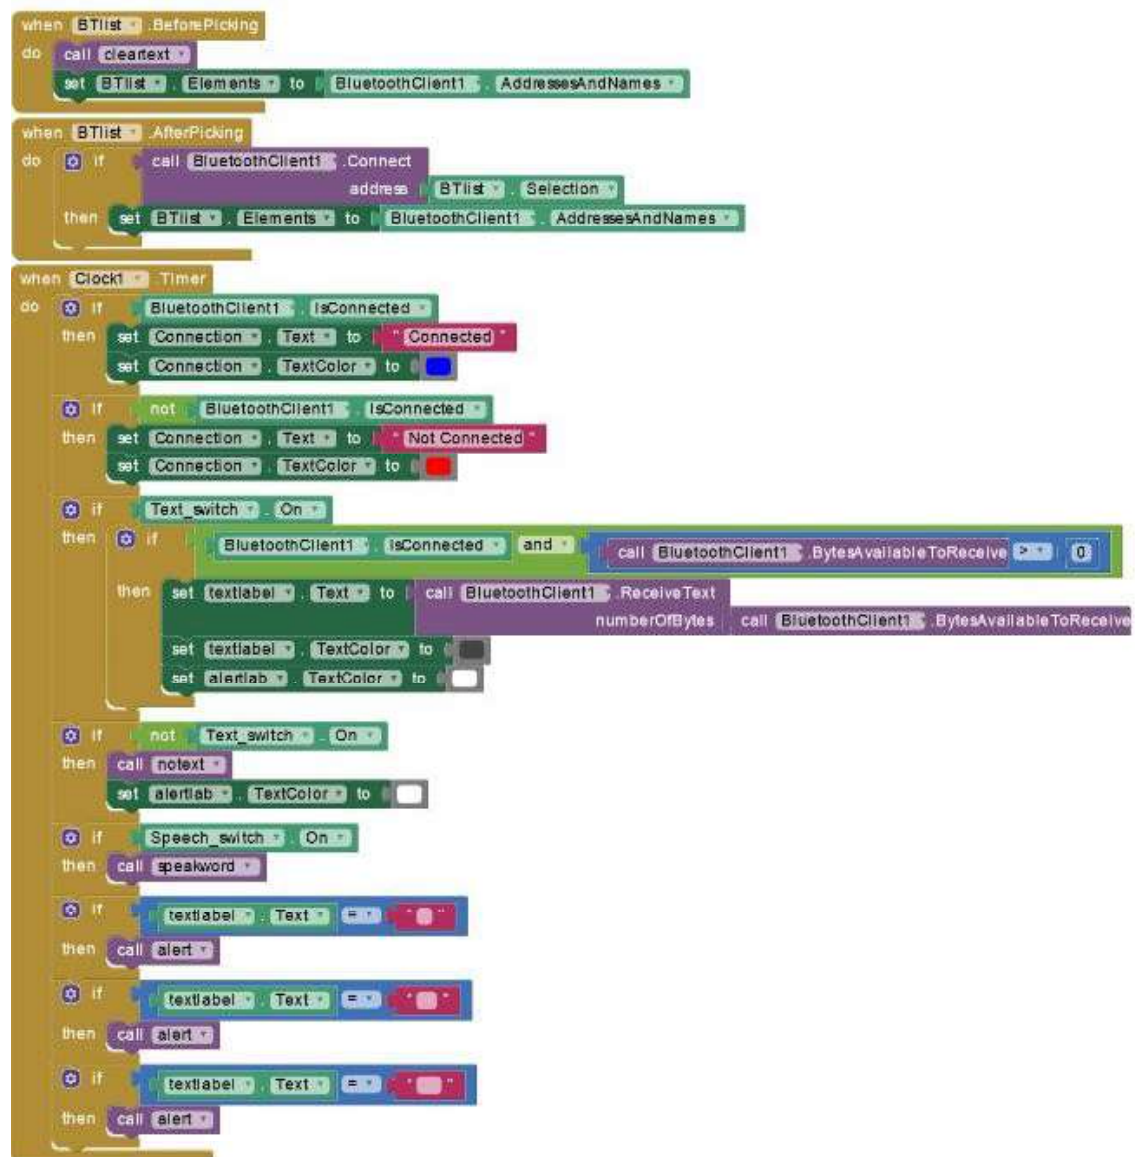 when BTlist .BeforePicking
do call cleartext
set BTlist . Elements to BluetoothClient1 . AddressesAndNames
when BTlist .AfterPicking
do if call BluetoothClient1 .Connect
address BTlist . Selection
then set BTlist . Elements to BluetoothClient1 . AddressesAndNames
when Clock1 .Timer
do if BluetoothClient1 . IsConnected
then set Connection . Text to " Connected "
set Connection . TextColor to
if not BluetoothClient1 . IsConnected
then set Connection . Text to " Not Connected "
set Connection . TextColor to
if Text_switch . On
then if BluetoothClient1 . IsConnected and call BluetoothClient1 .BytesAvailableToReceive > 0
then set textlabel . Text to call BluetoothClient1 .ReceiveText
numberOfBytes call BluetoothClient1 .BytesAvailableToReceive
set textlabel . TextColor to
set alertlab . TextColor to
if not Text_switch . On
then call notext
set alertlab . TextColor to
if Speech_switch . On
then call speakword
if textlabel . Text = " "
then call alert
if textlabel . Text = " "
then call alert
if textlabel . Text = " "
then call alert